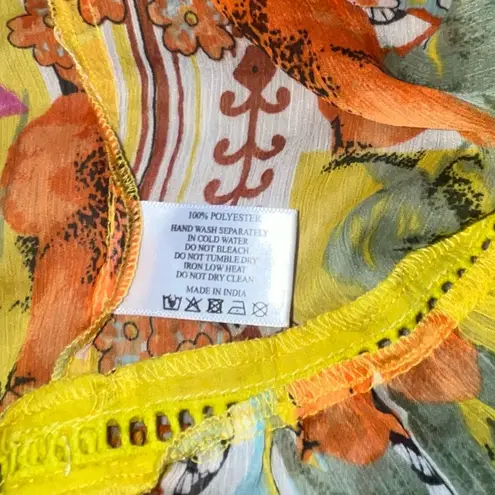 100% POLYESTER
HAND WASH SEPARATELY
IN COLD WATER
DO NOT BLEACH
DO NOT TUMBLE DRY
IRON LOW HEAT
DO NOT DRY CLEAN
MADE IN INDIA